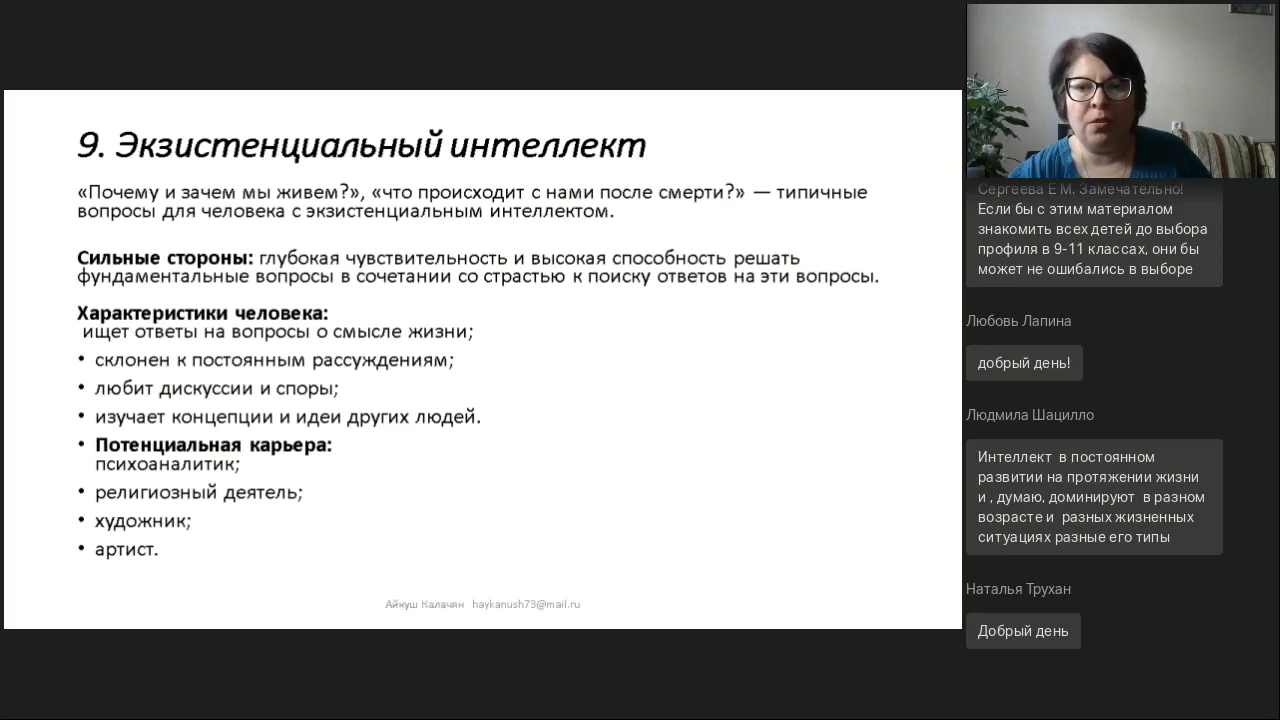 9. Экзистенциальный интеллект
«Почему и зачем мы живем?», «что происходит с нами после смерти?» — типичные
вопросы для человека с экзистенциальным интеллектом.
Сильные стороны: глубокая чувствительность и высокая способность решать
фундаментальные вопросы в сочетании со страстью к поиску ответов на эти вопросы.
Характеристики человека:
ищет ответы на вопросы о смысле жизни;
• склонен к постоянным рассуждениям;
• любит дискуссии и споры;
• изучает концепции и идеи других людей.
• Потенциальная карьера:
психоаналитик;
• религиозный деятель;
• художник;
• артист.
Айкуш Калачян haykanush73@mail.ru
Сергеева Е М. Замечательно!
Если бы с этим материалом
знакомить всех детей до выбора
профиля в 9-11 классах, они бы
может не ошибались в выборе
Любовь Лапина
добрый день!
Людмила Шацилло
Интеллект в постоянном
развитии на протяжении жизни
и , думаю, доминируют в разном
возрасте и разных жизненных
ситуациях разные его типы
Наталья Трухан
Добрый день